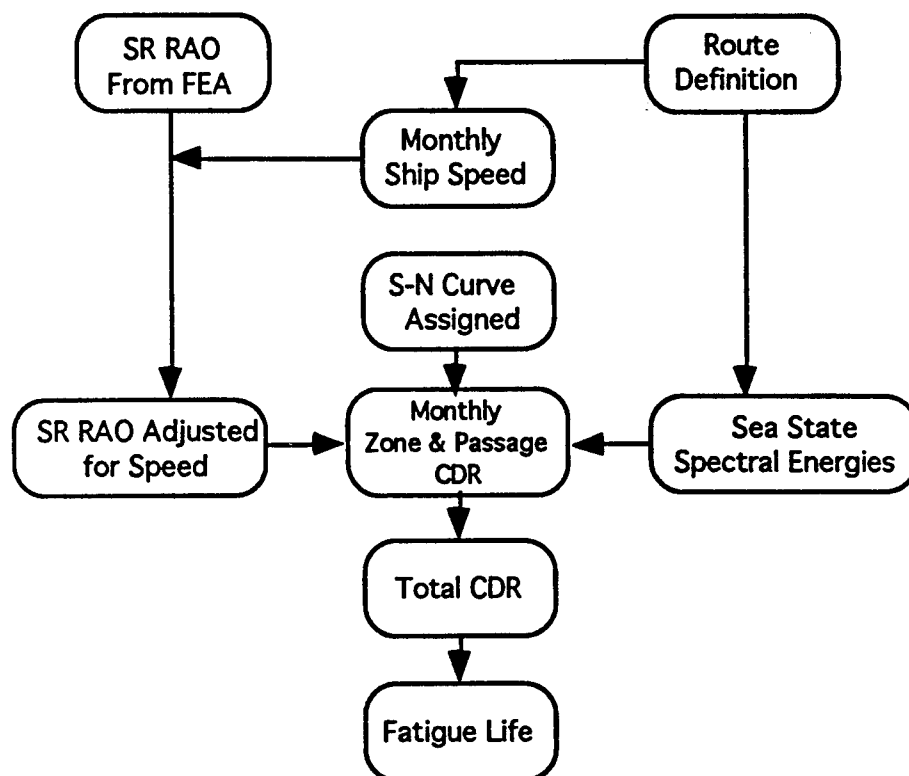 SR RAO
From FEA
Route
Definition
Monthly
Ship Speed
S-N Curve
Assigned
SR RAO Adjusted
for Speed
Monthly
Zone & Passage
CDR
Sea State
Spectral Energies
Total CDR
Fatigue Life